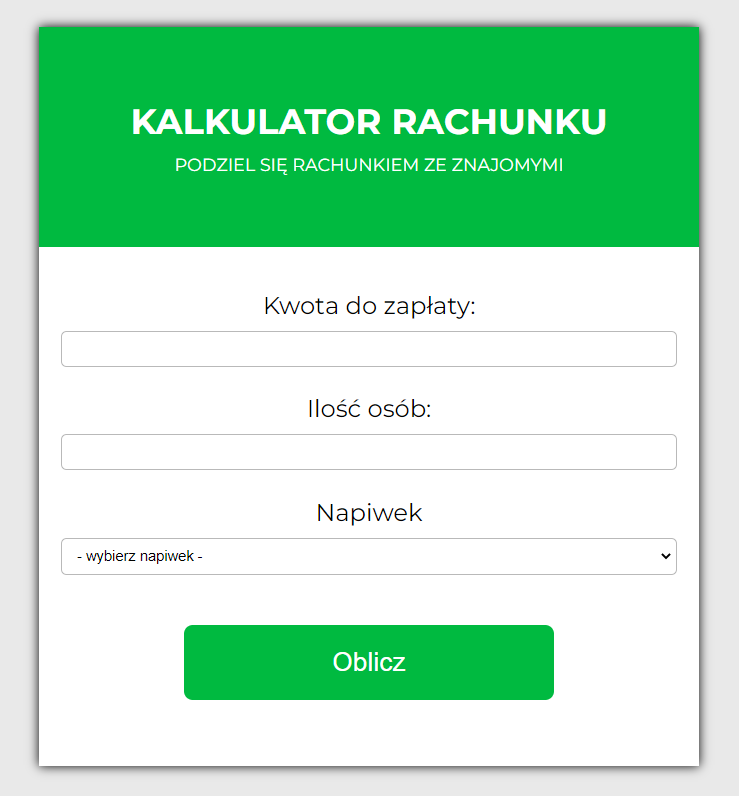 KALKULATOR RACHUNKU
PODZIEL SIĘ RACHUNKIEM ZE ZNAJOMYMI
Kwota do zapłaty:
Ilość osób:
Napiwek
- wybierz napiwek -
Oblicz